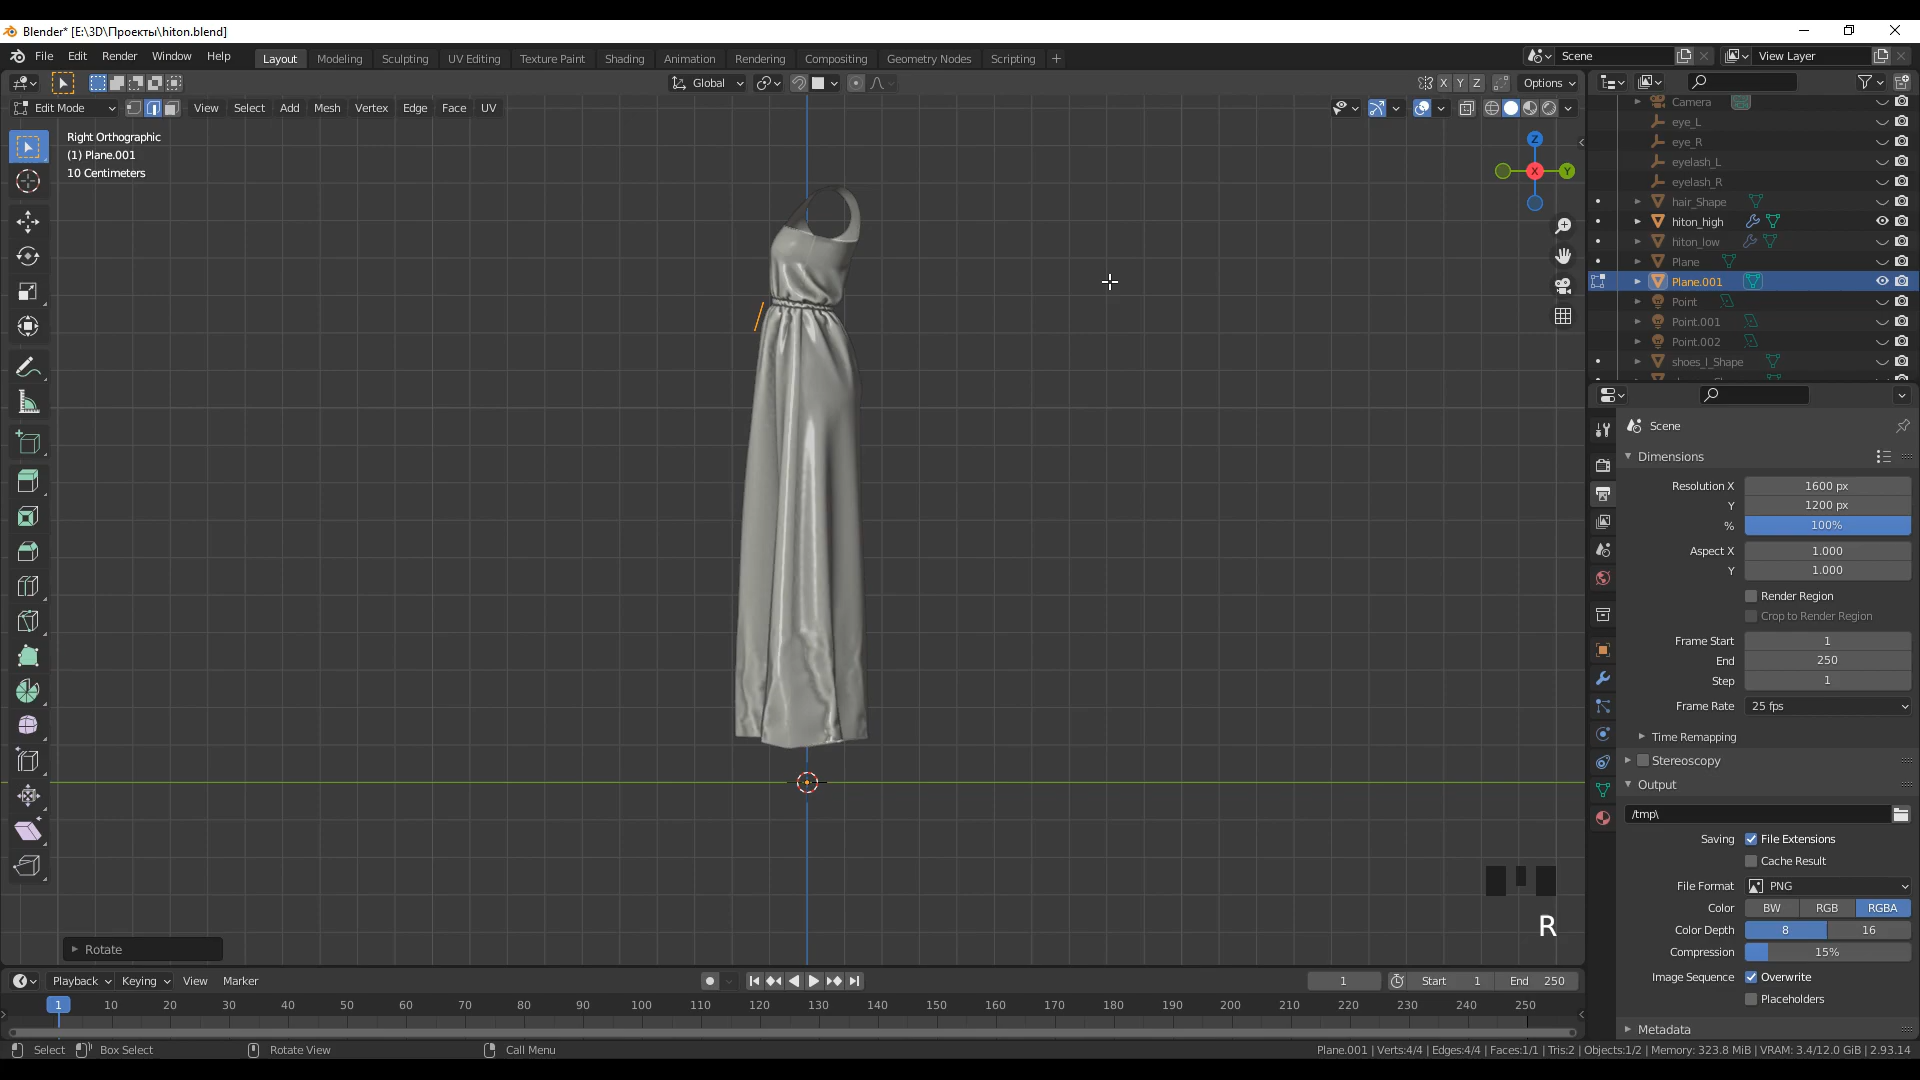 Blender* [E:\3D\Проекты\hiton.blend]
File Edit Render Window Help
Layout Modeling Sculpting UV Editing Texture Paint Shading Animation Rendering Compositing Geometry Nodes Scripting +
Scene View Layer
Global
X Y Z Options
Edit Mode View Select Add Mesh Vertex Edge Face UV
Right Orthographic
(1) Plane.001
10 Centimeters
Z
X Y
Camera
eye_L
eye_R
eyelash_L
eyelash_R
hair_Shape
hiton_high
hiton_low
Plane
Plane.001
Point
Point.001
Point.002
shoes_l_Shape
Scene
Dimensions
Resolution X 1600 px
Y 1200 px
% 100%
Aspect X 1.000
Y 1.000
Render Region
Crop to Render Region
Frame Start 1
End 250
Step 1
Frame Rate 25 fps
Time Remapping
Stereoscopy
Output
/tmp\
Saving File Extensions
Cache Result
File Format PNG
Color BW RGB RGBA
Color Depth 8 16
Compression 15%
Image Sequence Overwrite
Placeholders
Metadata
R
Rotate
Playback Keying View Marker
1 Start 1 End 250
1 10 20 30 40 50 60 70 80 90 100 110 120 130 140 150 160 170 180 190 200 210 220 230 240 250
Select Box Select Rotate View Call Menu
Plane.001 | Verts:4/4 | Edges:4/4 | Faces:1/1 | Tris:2 | Objects:1/2 | Memory: 323.8 MiB | VRAM: 3.4/12.0 GiB | 2.93.14